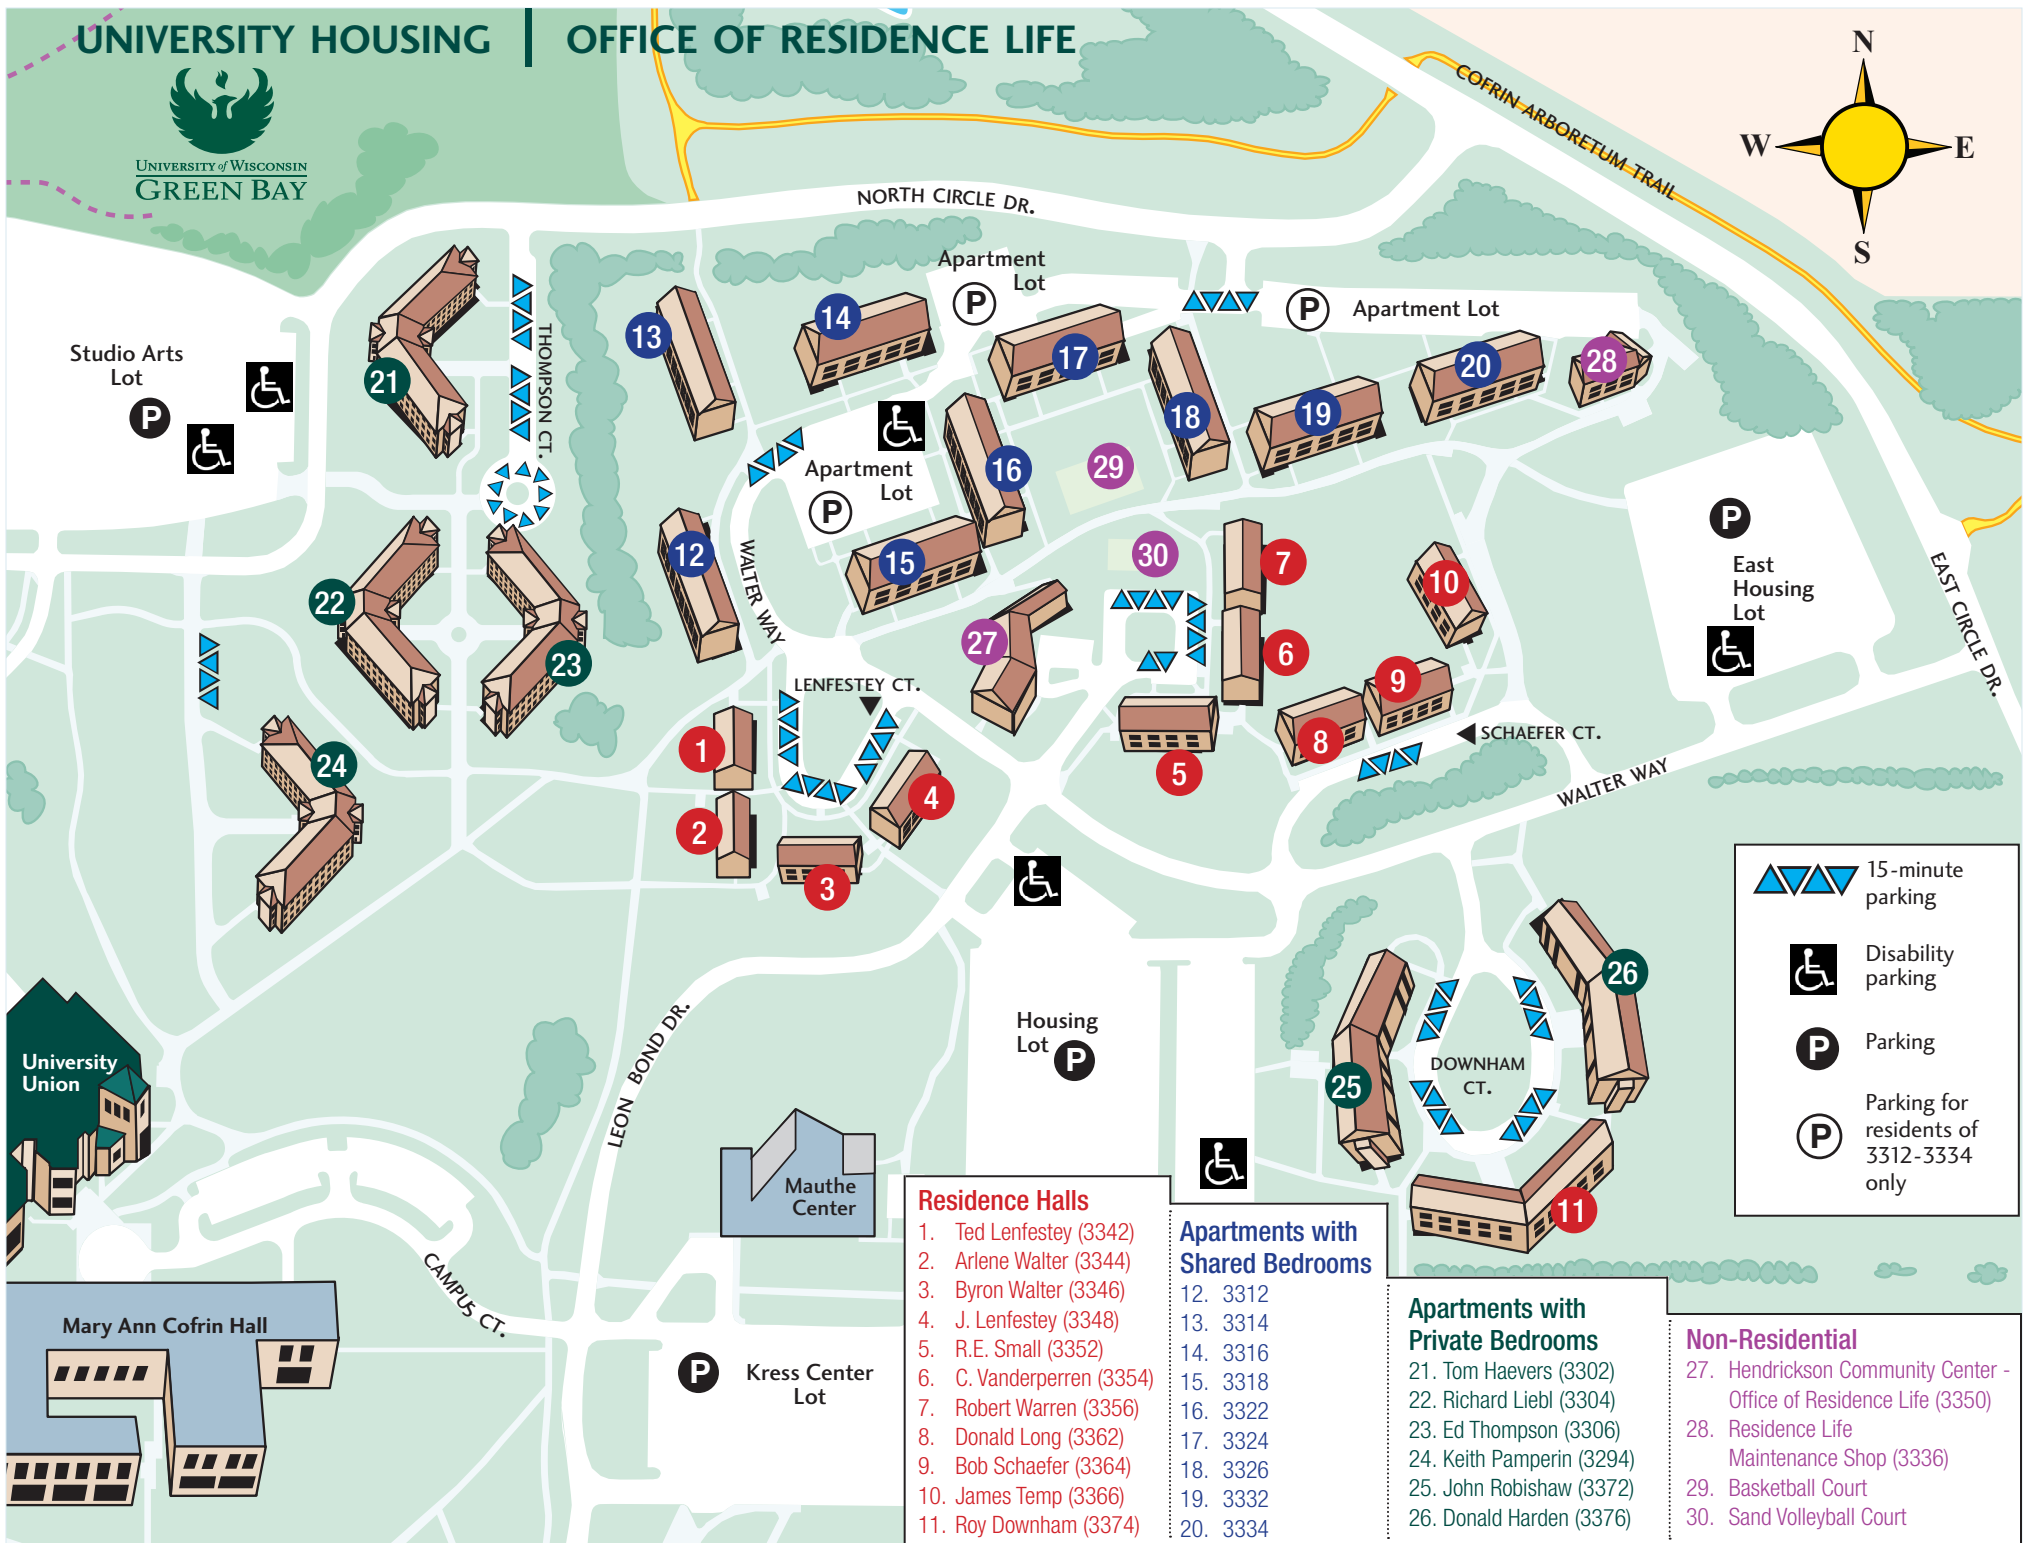 UNIVERSITY HOUSING | OFFICE OF RESIDENCE LIFE
UNIVERSITY of WISCONSIN
GREEN BAY
N
W
E
S
COFRIN ARBORETUM TRAIL
NORTH CIRCLE DR.
Apartment
Lot
P
P
Apartment Lot
Studio Arts
Lot
P
THOMPSON CT.
21
13
14
17
18
19
20
28
Apartment
Lot
P
16
29
P
East
Housing
Lot
EAST CIRCLE DR.
12
WALTER WAY
15
30
7
10
22
23
27
6
9
LENFESTEY CT.
24
1
2
3
4
5
8
SCHAEFER CT.
WALTER WAY
15-minute
parking
Disability
parking
P
Parking
P
Parking for
residents of
3312-3334
only
26
25
DOWNHAM
CT.
11
Housing
Lot
P
LEON BOND DR.
University
Union
Mauthe
Center
CAMPUS CT.
Mary Ann Cofrin Hall
P
Kress Center
Lot
Residence Halls
1. Ted Lenfestey (3342)
2. Arlene Walter (3344)
3. Byron Walter (3346)
4. J. Lenfestey (3348)
5. R.E. Small (3352)
6. C. Vanderperren (3354)
7. Robert Warren (3356)
8. Donald Long (3362)
9. Bob Schaefer (3364)
10. James Temp (3366)
11. Roy Downham (3374)
Apartments with
Shared Bedrooms
12. 3312
13. 3314
14. 3316
15. 3318
16. 3322
17. 3324
18. 3326
19. 3332
20. 3334
Apartments with
Private Bedrooms
21. Tom Haevers (3302)
22. Richard Liebl (3304)
23. Ed Thompson (3306)
24. Keith Pamperin (3294)
25. John Robishaw (3372)
26. Donald Harden (3376)
Non-Residential
27. Hendrickson Community Center -
Office of Residence Life (3350)
28. Residence Life
Maintenance Shop (3336)
29. Basketball Court
30. Sand Volleyball Court